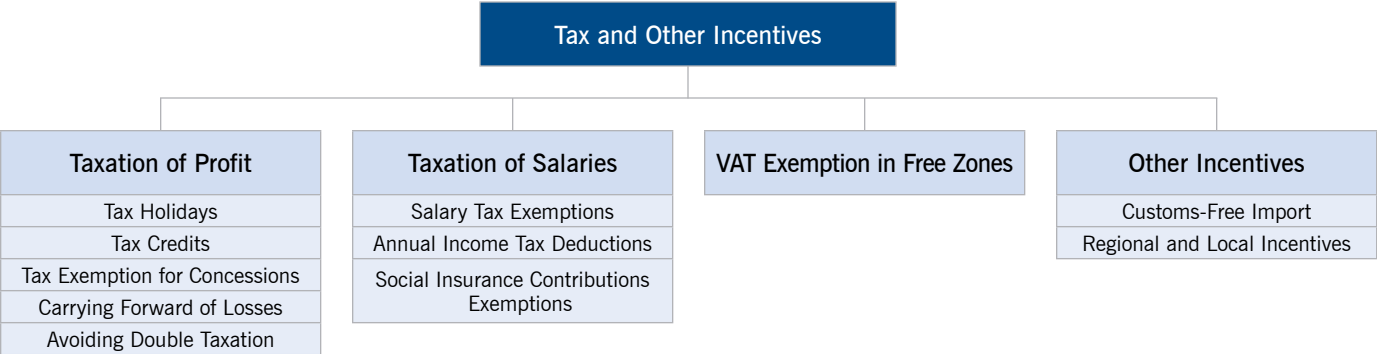 Tax and Other Incentives
Taxation of Profit
Tax Holidays
Tax Credits
Tax Exemption for Concessions
Carrying Forward of Losses
Avoiding Double Taxation
Taxation of Salaries
Salary Tax Exemptions
Annual Income Tax Deductions
Social Insurance Contributions
Exemptions
VAT Exemption in Free Zones
Other Incentives
Customs-Free Import
Regional and Local Incentives